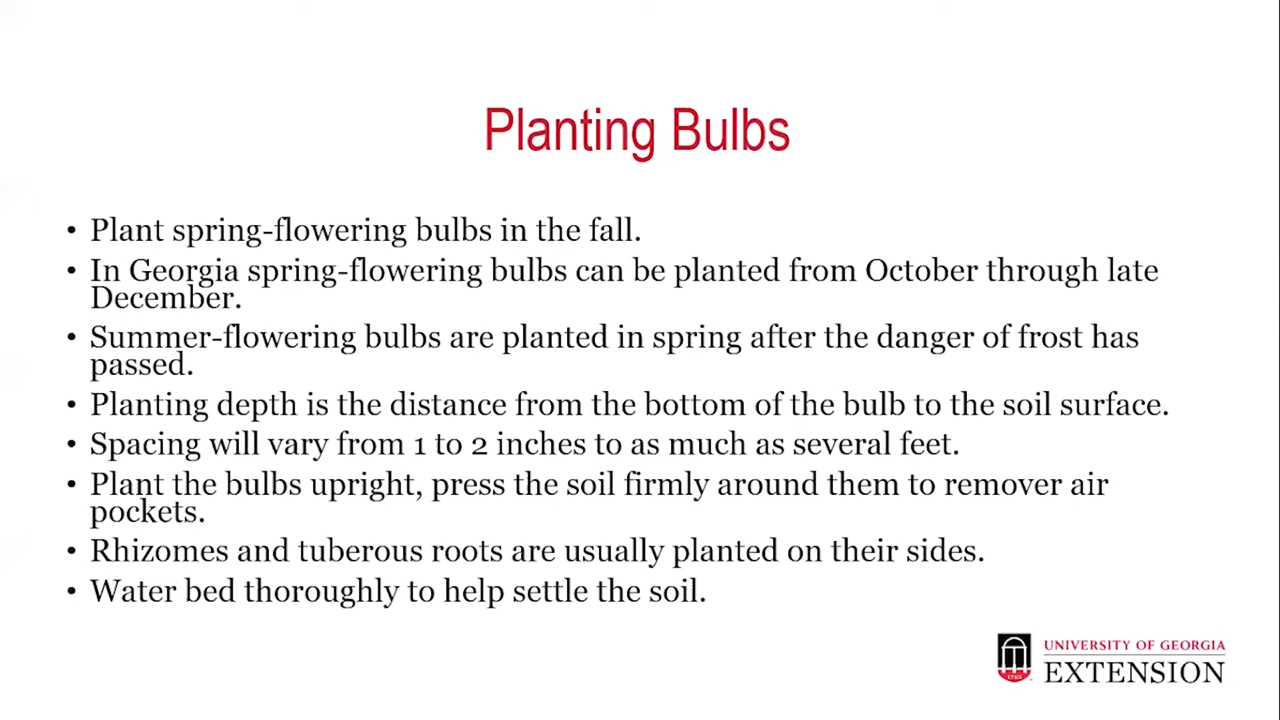 Planting Bulbs
• Plant spring-flowering bulbs in the fall.
• In Georgia spring-flowering bulbs can be planted from October through late
December.
• Summer-flowering bulbs are planted in spring after the danger of frost has
passed.
• Planting depth is the distance from the bottom of the bulb to the soil surface.
• Spacing will vary from 1 to 2 inches to as much as several feet.
• Plant the bulbs upright, press the soil firmly around them to remover air
pockets.
• Rhizomes and tuberous roots are usually planted on their sides.
• Water bed thoroughly to help settle the soil.
UNIVERSITY OF GEORGIA
EXTENSION
1785